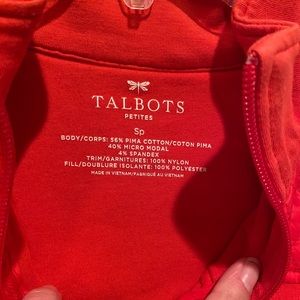 TALBOTS
PETITES
Sp
BODY/CORPS: 56% PIMA COTTON/COTON PIMA
40% MICRO MODAL
4% SPANDEX
TRIM/GARNITURES: 100% NYLON
FILL/DOUBLURE ISOLANTE: 100% POLYESTER
MADE IN VIETNAM/FABRIQUÉ AU VIETNAM